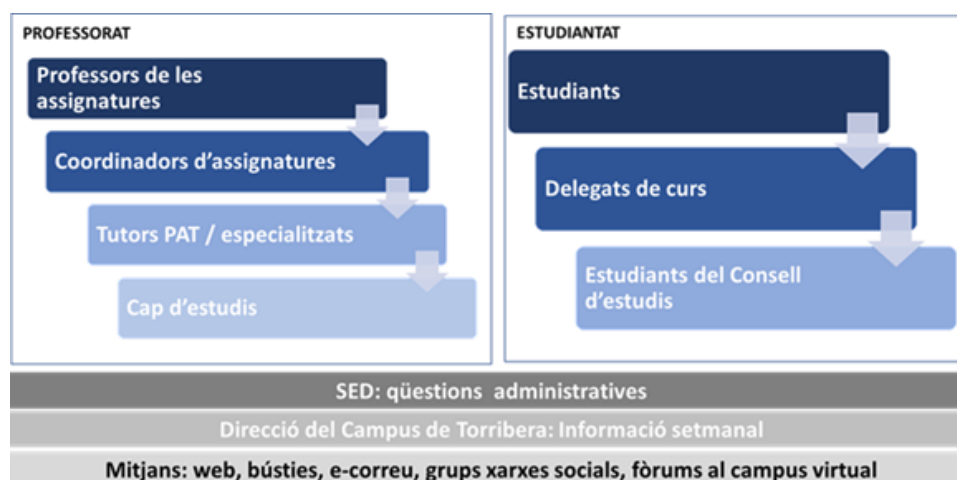 PROFESSORAT
Professors de les
assignatures
Coordinadors d’assignatures
Tutors PAT / especialitzats
Cap d’estudis
ESTUDIANTAT
Estudiants
Delegats de curs
Estudiants del Consell
d’estudis
SED: qüestions  administratives
Direcció del Campus de Torribera: Informació setmanal
Mitjans: web, bústies, e-correu, grups xarxes socials, fòrums al campus virtual